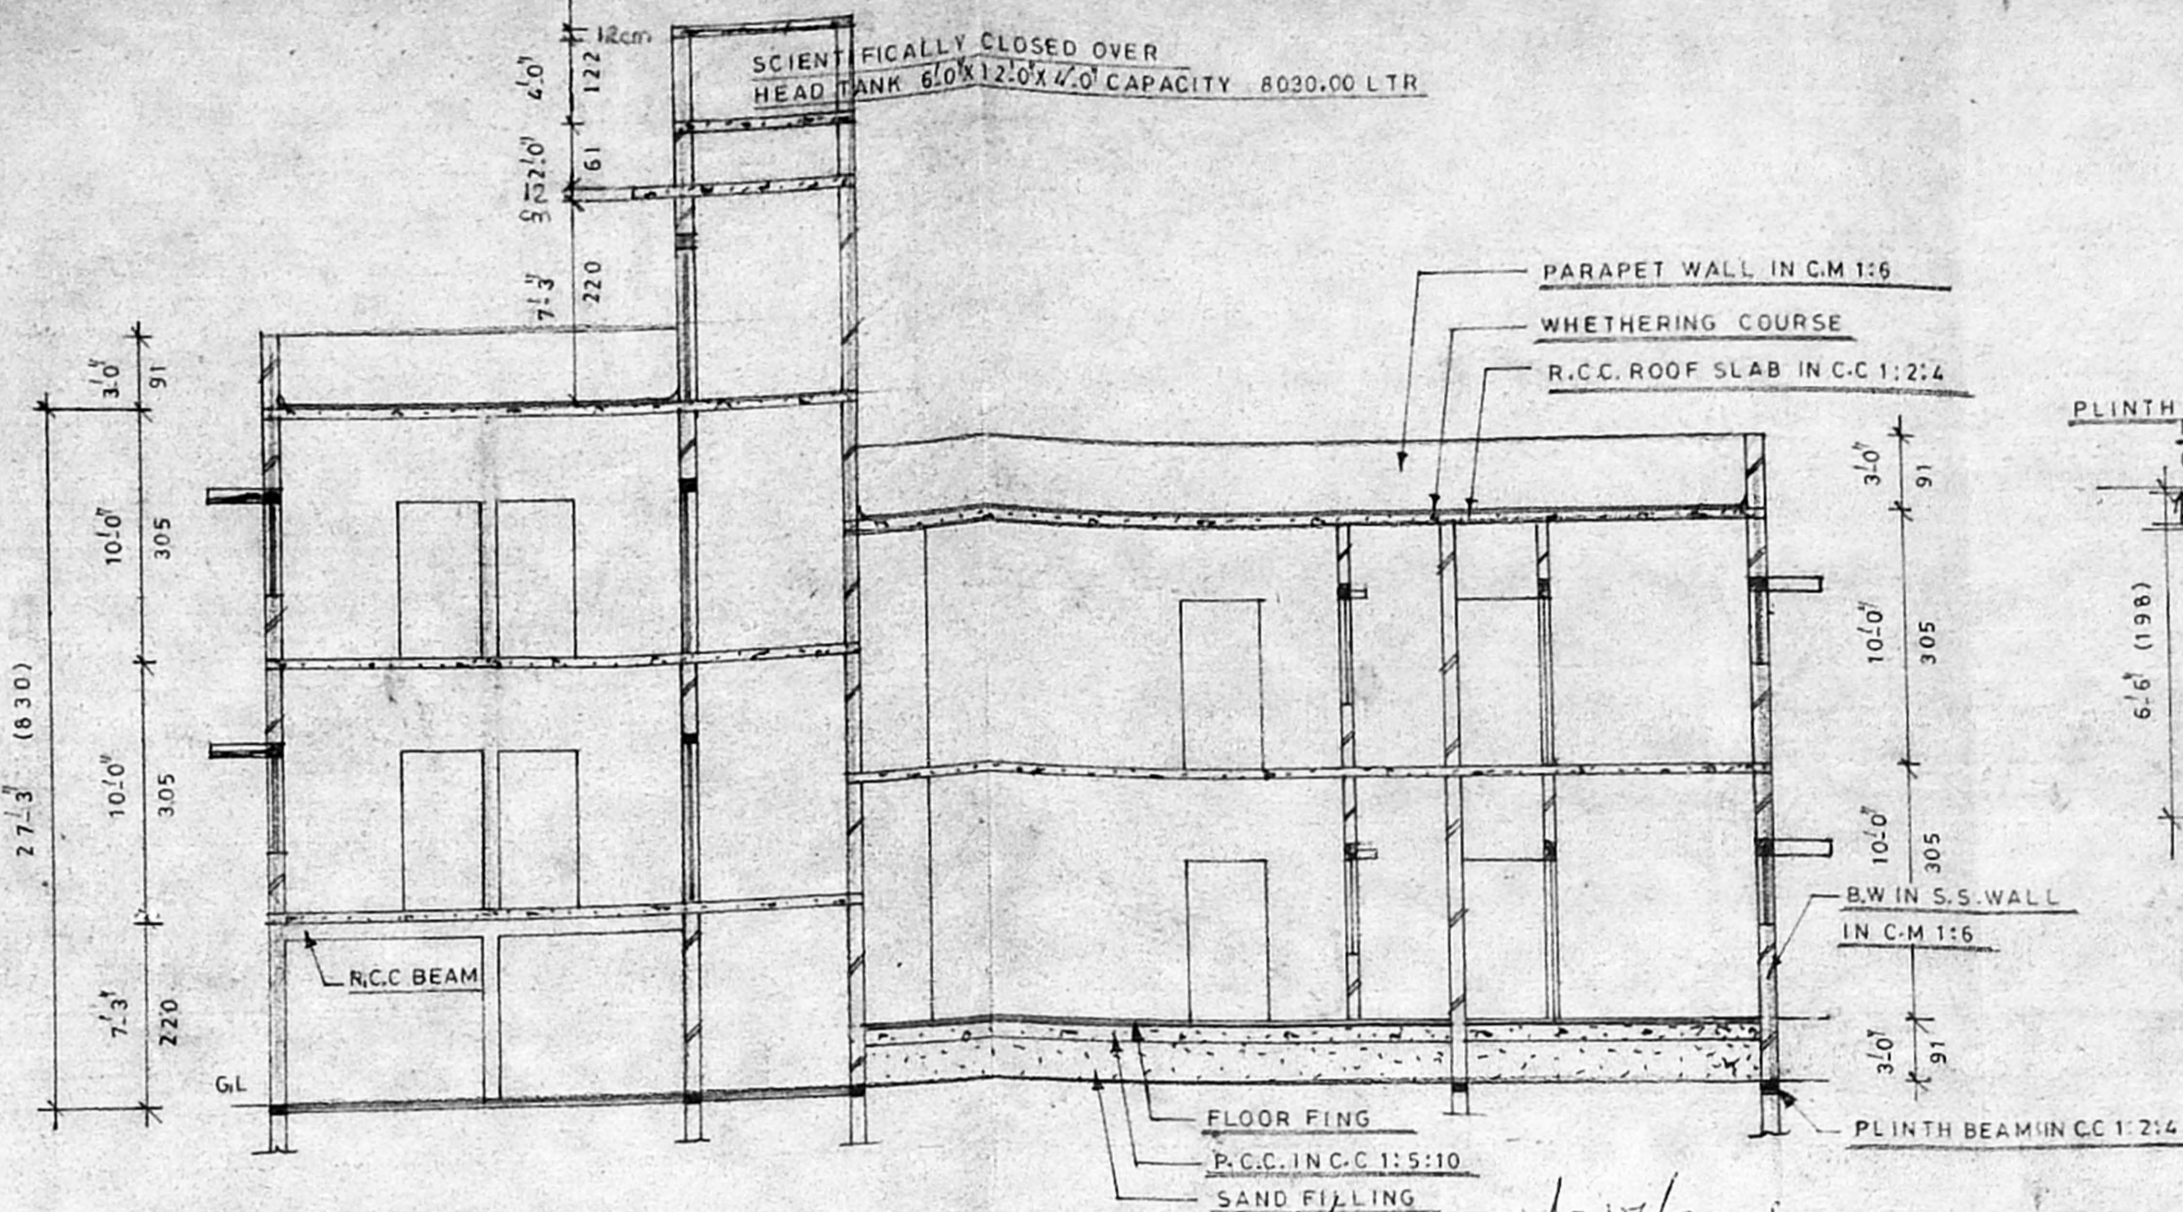 12cm
4'-0"
122
SCIENTIFICALLY CLOSED OVER
HEAD TANK 6'-0"X12'-0"X4'-0" CAPACITY 8030.00 LTR
2'-0"
61
12
cm
7'-3"
220
PARAPET WALL IN C.M 1:6
WHETHERING COURSE
R.C.C. ROOF SLAB IN C.C 1:2:4
3'-0"
91
10'-0"
305
10'-0"
305
7'-3"
220
27'-3" (830)
G.L
R.C.C BEAM
3'-0"
91
10'-0"
305
10'-0"
305
3'-0"
91
PLINTH
6'-6" (198)
B.W IN S.S.WALL
IN C.M 1:6
FLOOR FING
P.C.C. IN C.C 1:5:10
SAND FILLING
PLINTH BEAM IN C.C 1:2:4